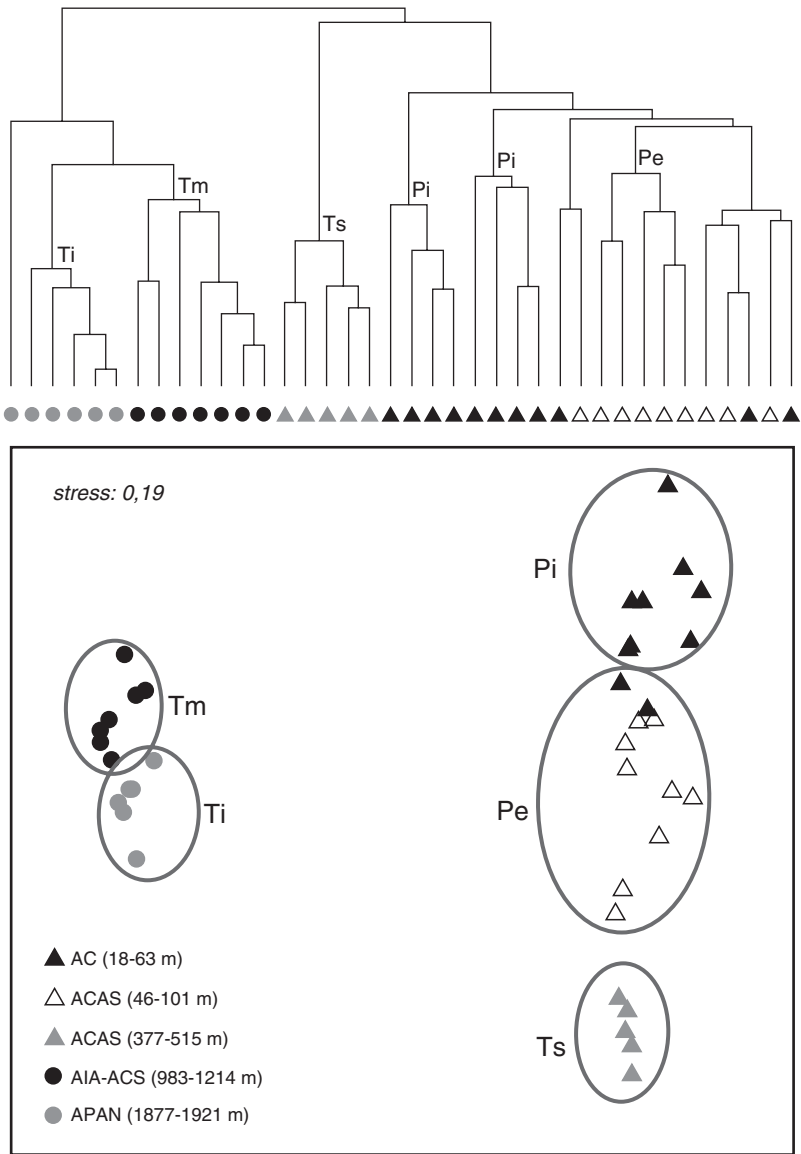 Pi
Pe
Tm
Pi
Ts
Ti
stress: 0,19
Pi
Tm
Pe
Ti
AC (18-63 m)
ACAS (46-101 m)
ACAS (377-515 m)
Ts
AIA-ACS (983-1214 m)
APAN (1877-1921 m)